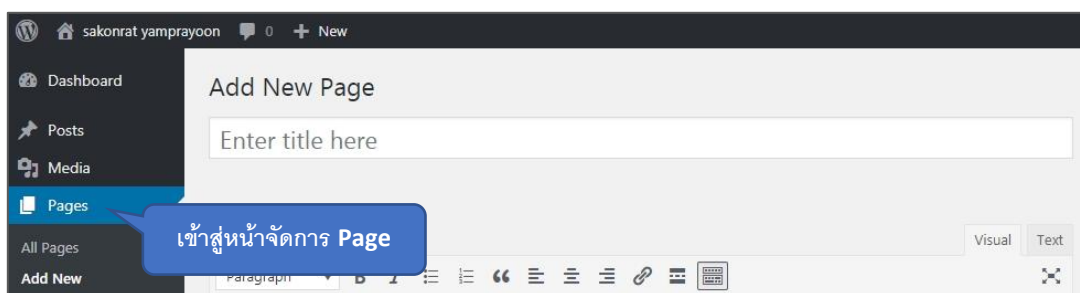 sakonrat yamprayoon 0 + New
Dashboard
Add New Page
Posts
Enter title here
Media
Pages
เข้าสู่หน้าจัดการ Page
All Pages
Visual Text
Add New
Paragraph B I